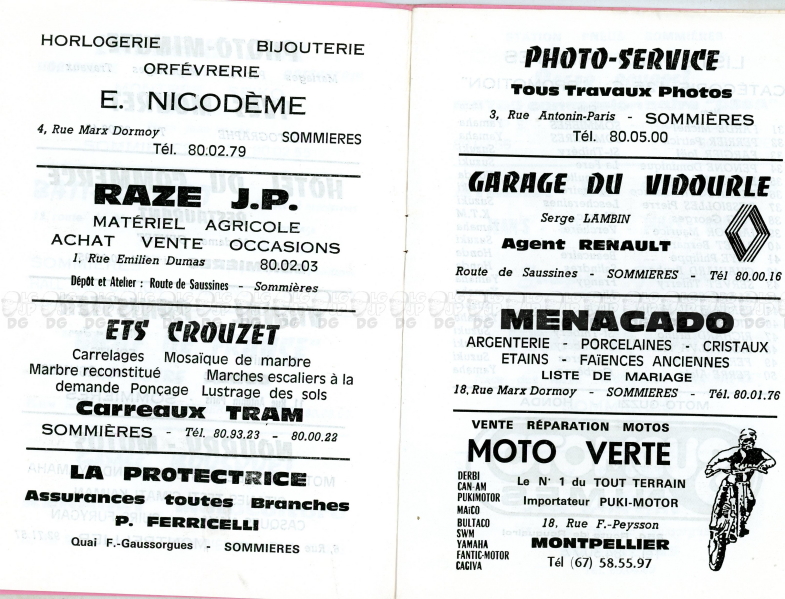 HORLOGERIE BIJOUTERIE
ORFÉVRERIE
E. NICODÈME
4, Rue Marx Dormoy SOMMIERES
Tél. 80.02.79
RAZE J.P.
MATÉRIEL AGRICOLE
ACHAT VENTE OCCASIONS
1, Rue Emilien Dumas 80.02.03
Dépôt et Atelier : Route de Saussines - Sommières
ETS CROUZET
Carrelages Mosaïque de marbre
Marbre reconstitué Marches escaliers à la
demande Ponçage Lustrage des sols
Carreaux TRAM
SOMMIÈRES - Tél. 80.93.23 - 80.00.22
LA PROTECTRICE
Assurances toutes Branches
P. FERRICELLI
Quai F.-Gaussorgues - SOMMIERES
PHOTO-SERVICE
Tous Travaux Photos
3, Rue Antonin-Paris - SOMMIÈRES
Tél. 80.05.00
GARAGE DU VIDOURLE
Serge LAMBIN
Agent RENAULT
Route de Saussines - SOMMIERES - Tél 80.00.16
MENACADO
ARGENTERIE - PORCELAINES - CRISTAUX
ETAINS - FAÏENCES ANCIENNES
LISTE DE MARIAGE
18, Rue Marx Dormoy - SOMMIERES - Tél. 80.01.76
VENTE RÉPARATION MOTOS
MOTO VERTE
DERBI
CAN-AM
PUKIMOTOR
MAïCO
BULTACO
SWM
YAMAHA
FANTIC-MOTOR
CAGIVA
Le N° 1 du TOUT TERRAIN
Importateur PUKI-MOTOR
18, Rue F.-Peysson
MONTPELLIER
Tél (67) 58.55.97